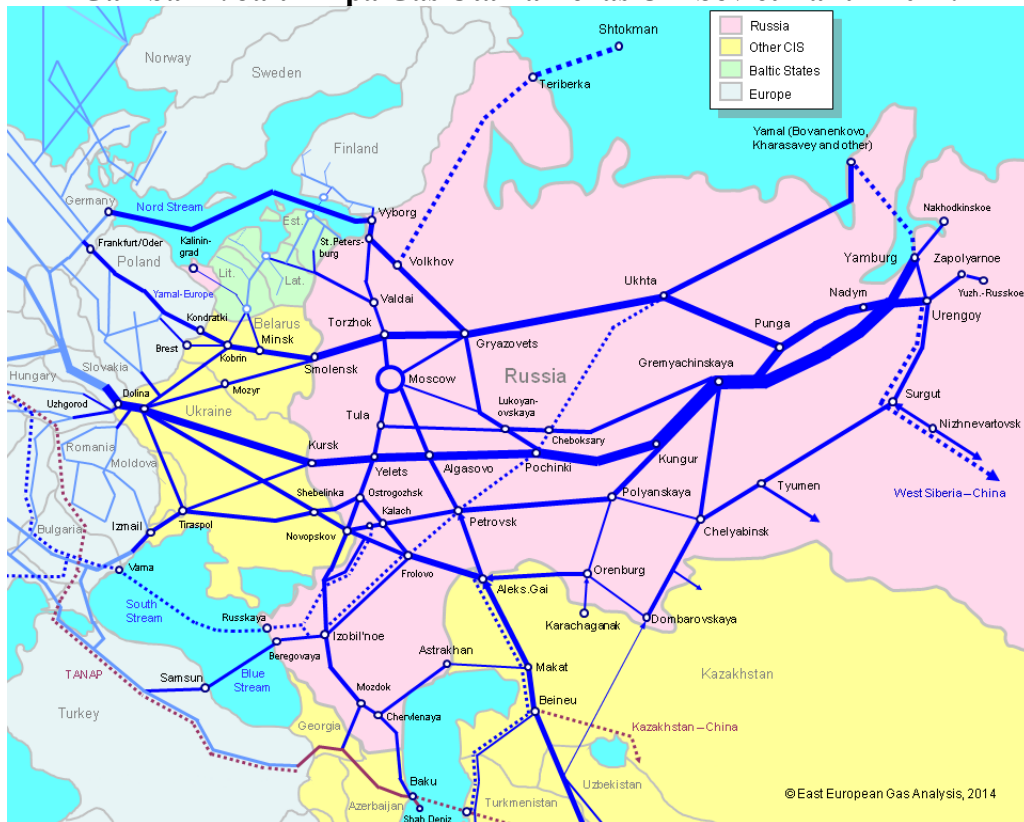 Shtokman
Teriberka
Russia
Other CIS
Baltic States
Europe
Norway
Sweden
Finland
Yamal (Bovanenkovo,
Kharasavey and other)
Nakhodkinskoe
Germany
Nord Stream
Vyborg
Est.
St.Peters-
burg
Frankfurt/Oder
Kalinin-
grad
Volkhov
Yamburg
Zapolyarnoe
Poland
Lit.
Lat.
Ukhta
Nadym
Yuzh.-Russkoe
Urengoy
Yamal-Europe
Valdai
Kondratki
Belarus
Torzhok
Punga
Brest
Kobrin
Minsk
Gryazovets
Smolensk
Gremyachinskaya
Slovakia
Moscow
Russia
Hungary
Dolina
Mozyr
Uzhgorod
Ukraine
Tula
Lukoyan-
ovskaya
Cheboksary
Surgut
Nizhnevartovsk
Romania
Kursk
Moldova
Yelets
Algasovo
Pochinki
Kungur
Tyumen
West Siberia – China
Shebelinka
Ostrogozhsk
Polyanskaya
Bulgaria
Izmail
Tiraspol
Kalach
Petrovsk
Chelyabinsk
Novopskov
Varna
Frolovo
Aleks.Gai
Orenburg
South
Stream
Russkaya
Karachaganak
Dombarovskaya
Izobil'noe
Beregovaya
Astrakhan
TANAP
Samsun
Blue
Stream
Makat
Kazakhstan
Mozdok
Beineu
Turkey
Georgia
Chervlenaya
Kazakhstan – China
Baku
Uzbekistan
Azerbaijan
Shah Deniz
Turkmenistan
©East European Gas Analysis, 2014